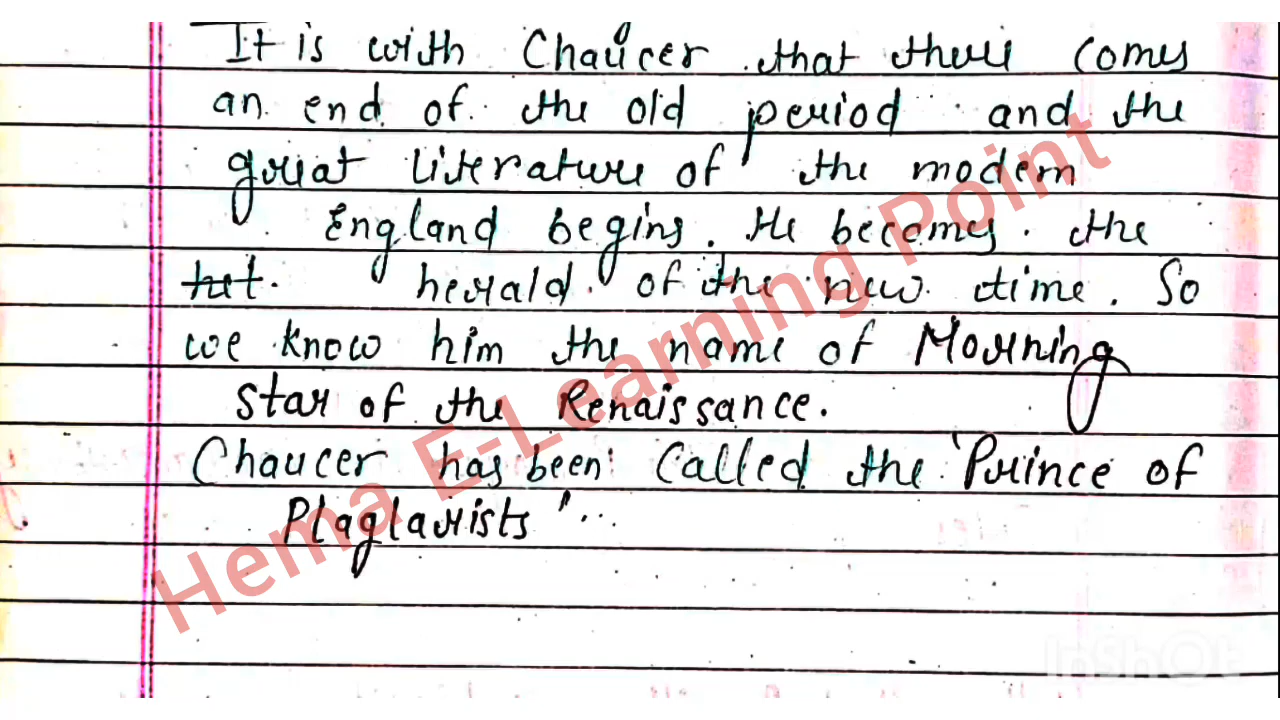 It is with Chaucer that there comes
an end of the old period and the
great literature of the modern
England begins. He becomes the
het. herald of the new time. So
we know him the name of Morning
star of the Renaissance.
Chaucer has been called the 'Prince of
Plaglarists'...
Hema E-Learning Point
InShOt